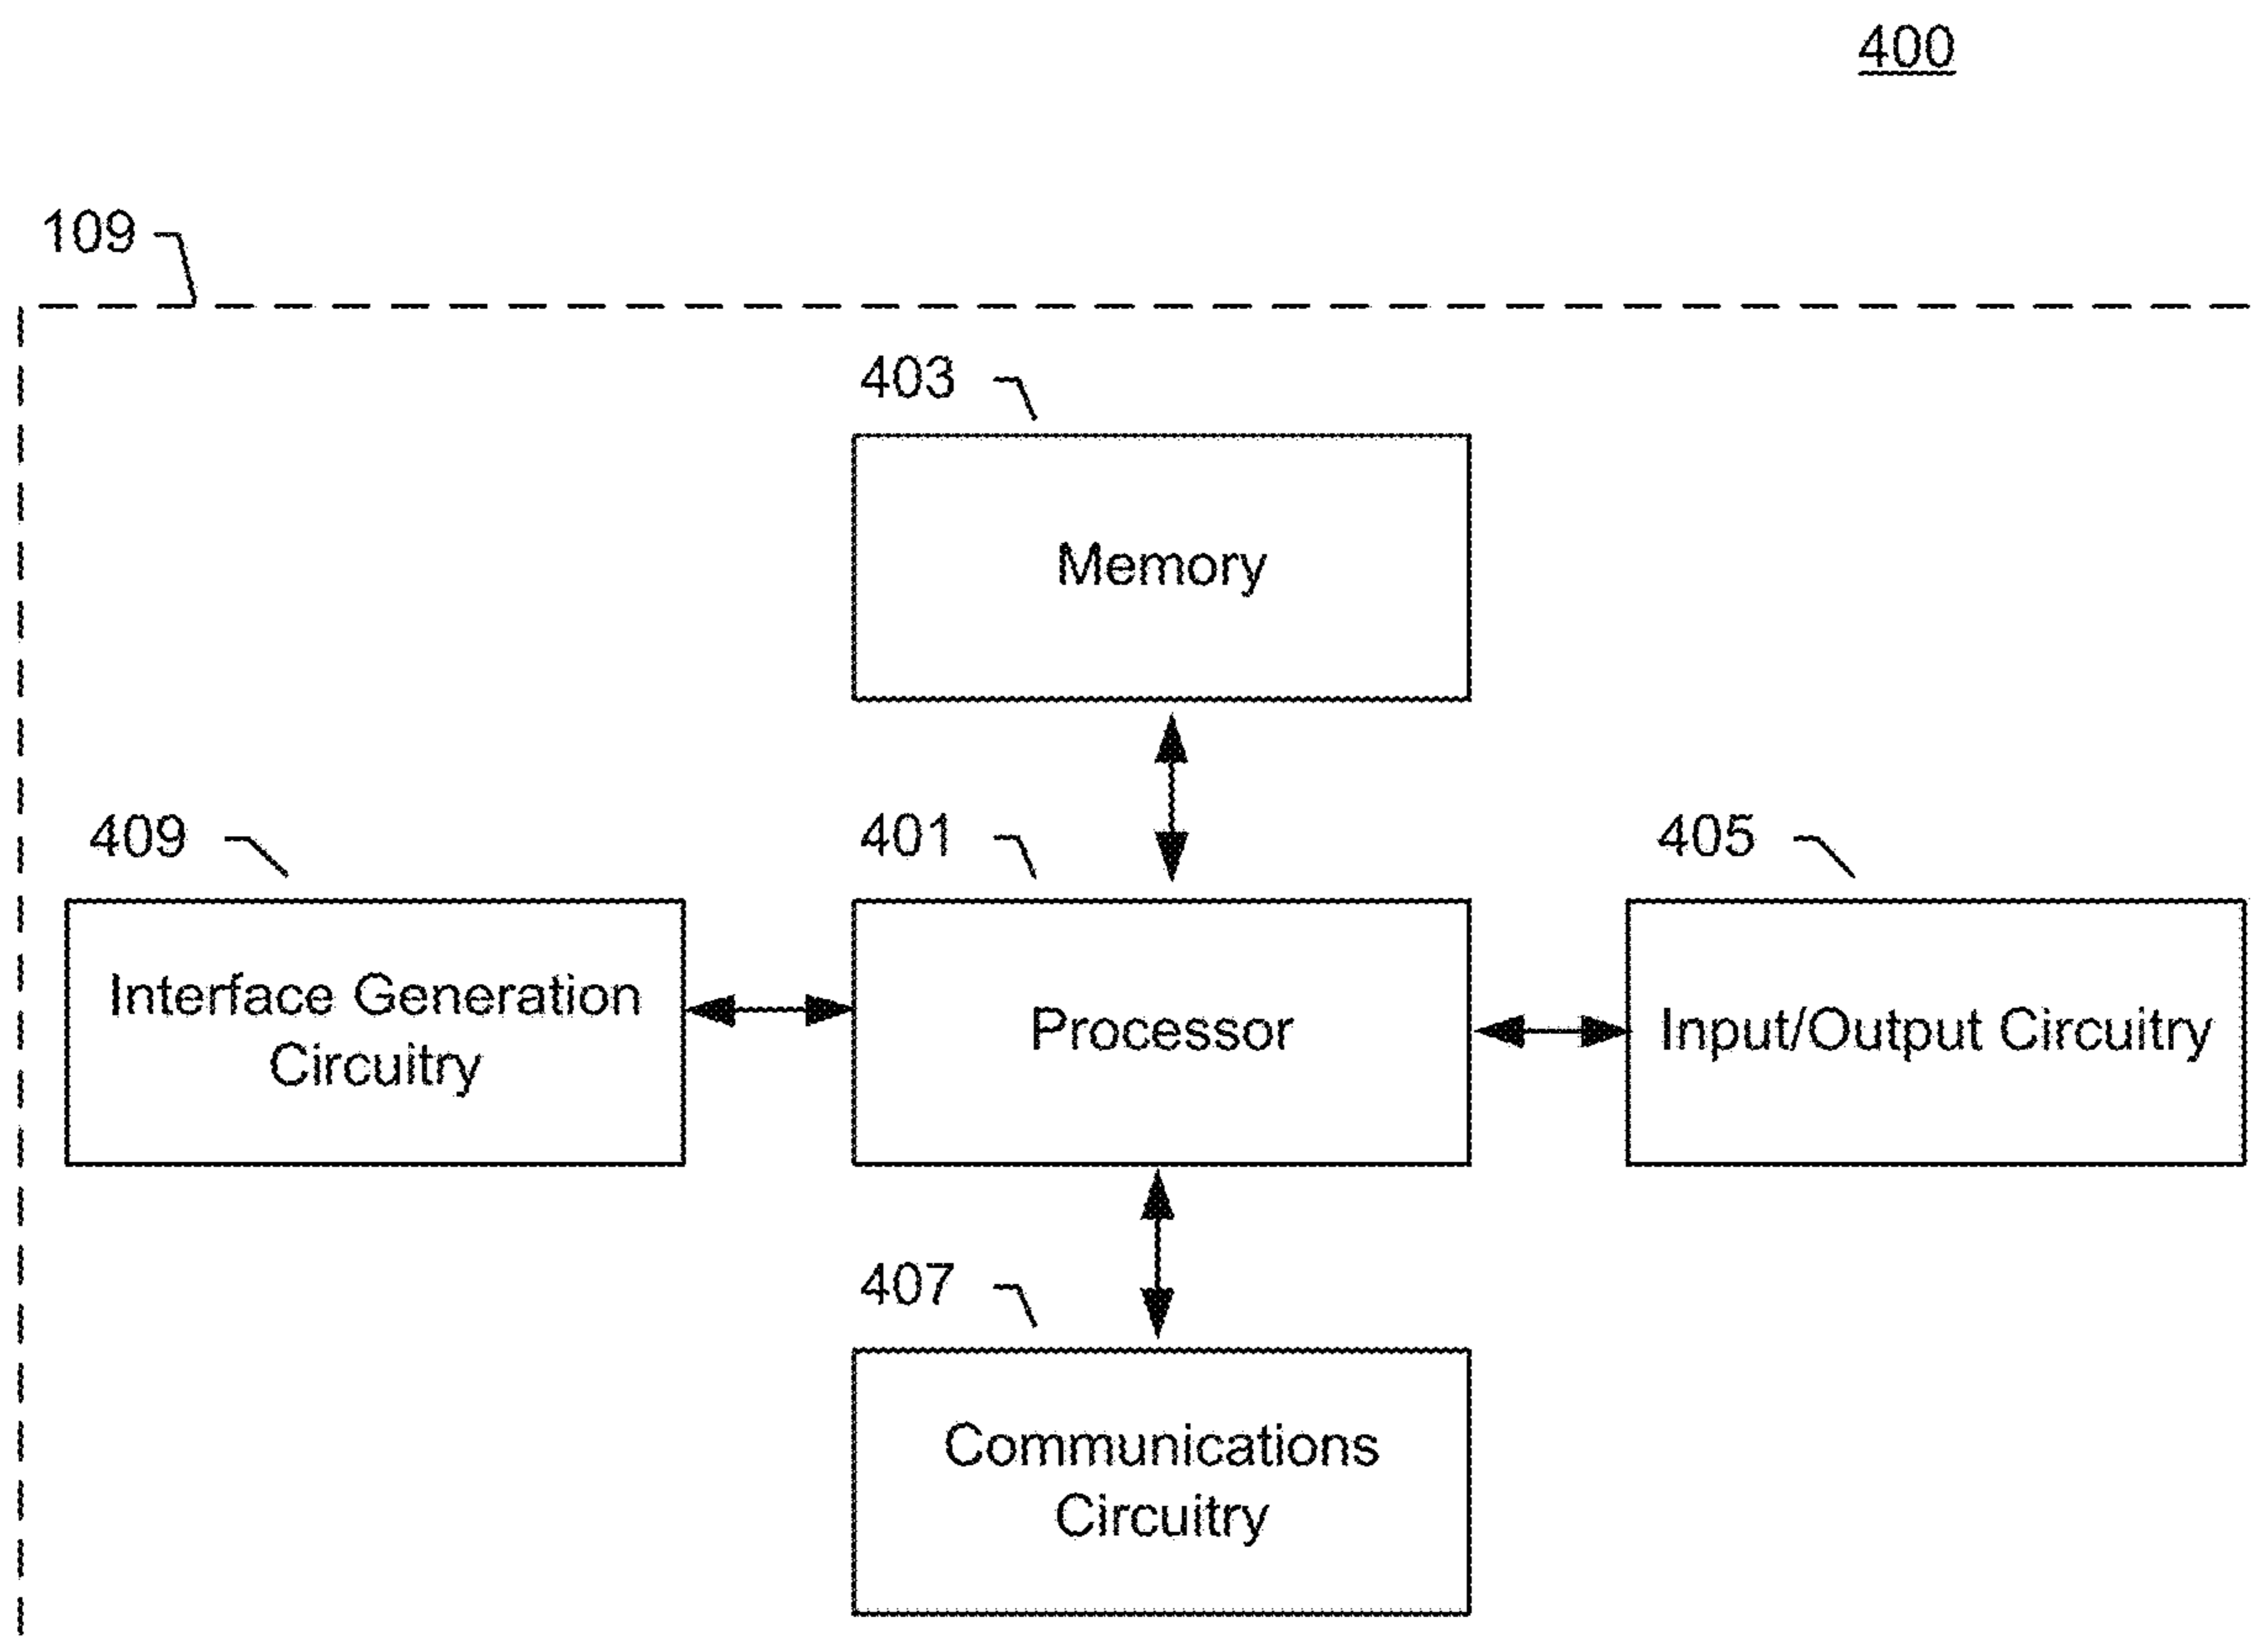 400
109
403
Memory
409
401
405
Interface Generation
Circuitry
Processor
Input/Output Circuitry
407
Communications
Circuitry